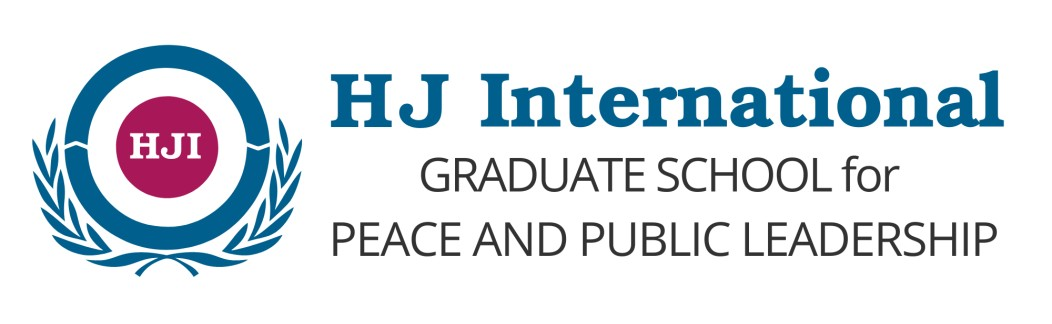 HJI
HJ International
GRADUATE SCHOOL for
PEACE AND PUBLIC LEADERSHIP